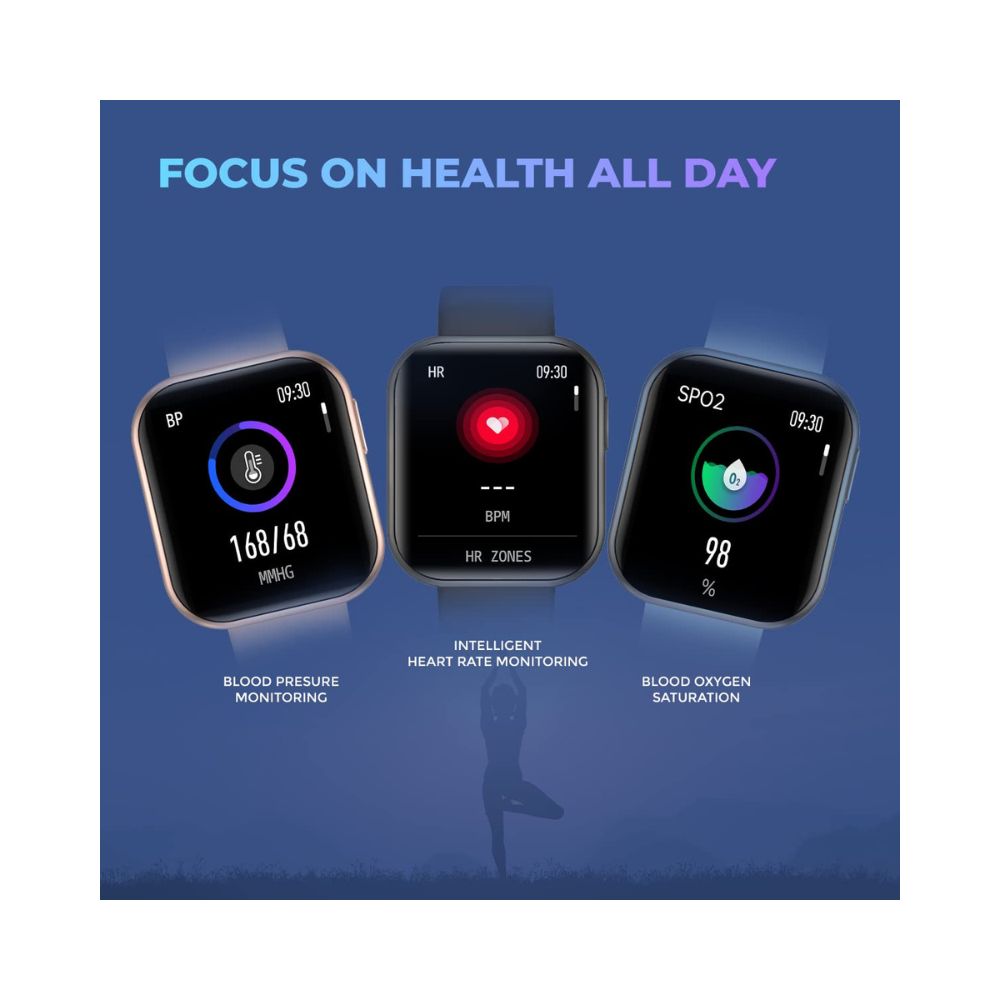 FOCUS ON HEALTH ALL DAY
BP
09:30
168/68
MMHG
HR
09:30
---
BPM
HR ZONES
SPO2
09:30
O2
98
%
BLOOD PRESURE
MONITORING
INTELLIGENT
HEART RATE MONITORING
BLOOD OXYGEN
SATURATION